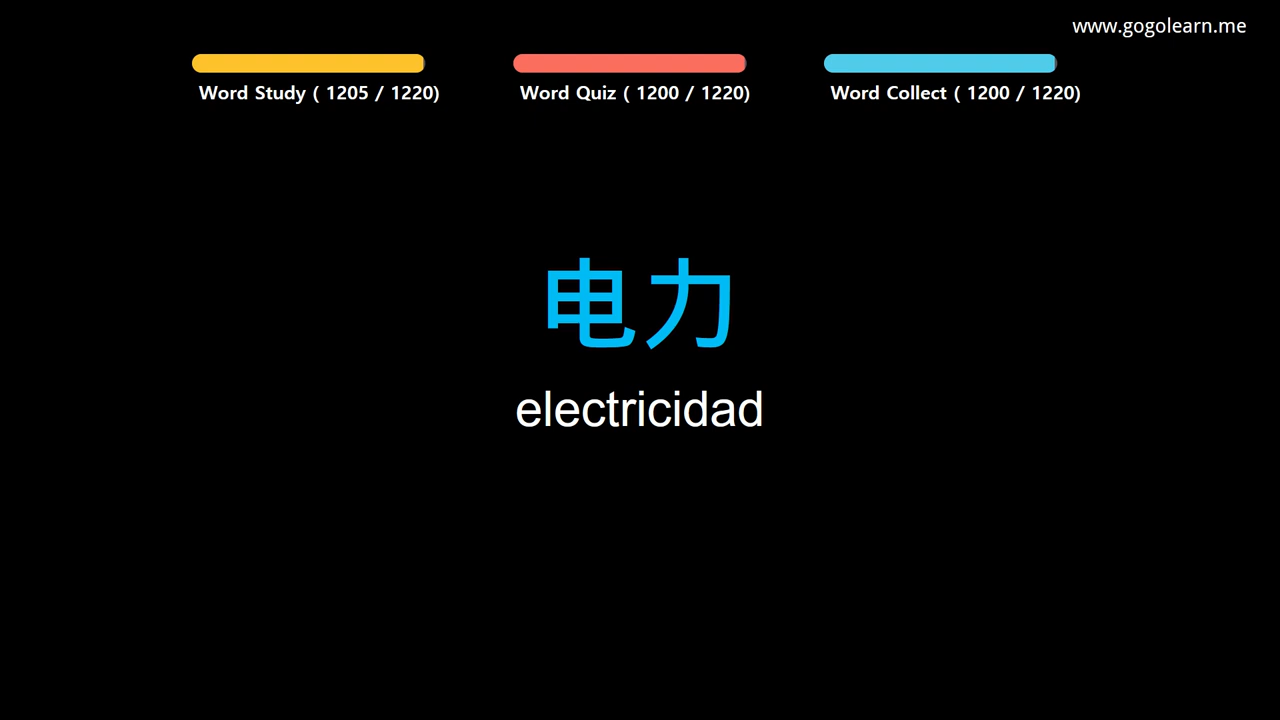 www.gogolearn.me
Word Study ( 1205 / 1220)
Word Quiz ( 1200 / 1220)
Word Collect ( 1200 / 1220)
电力
electricidad